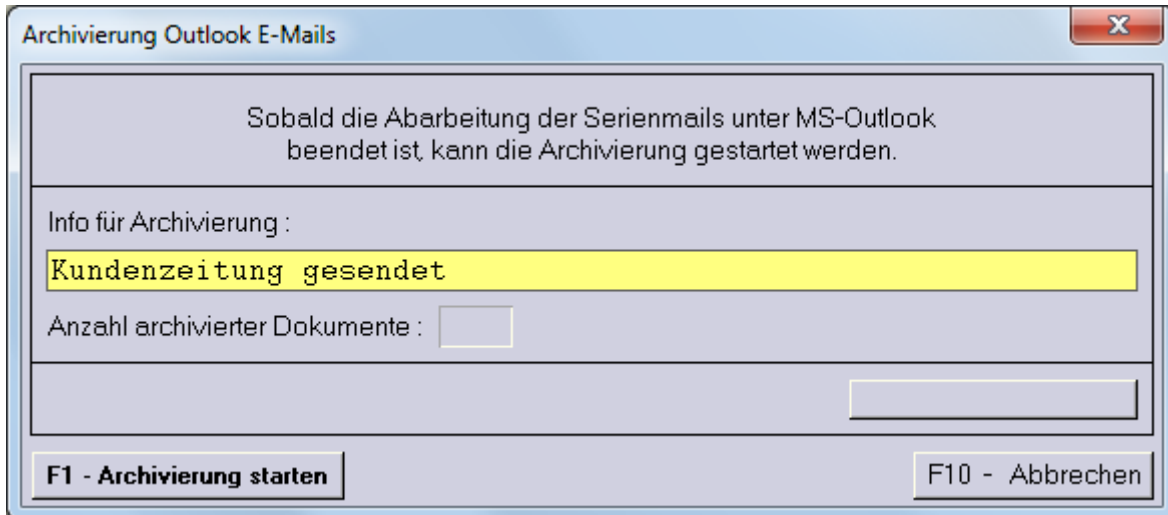 Archivierung Outlook E-Mails
Sobald die Abarbeitung der Serienmails unter MS-Outlook
beendet ist, kann die Archivierung gestartet werden.
Info für Archivierung :
Kundenzeitung gesendet
Anzahl archivierter Dokumente :
F1 - Archivierung starten
F10 - Abbrechen